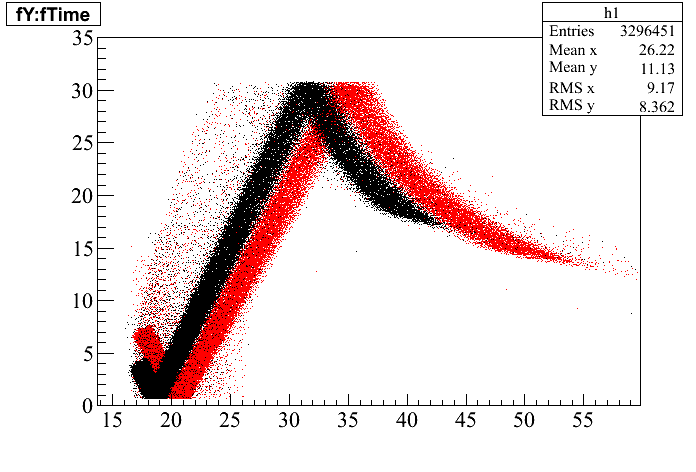 fY:fTime
h1
Entries 3296451
Mean x 26.22
Mean y 11.13
RMS x 9.17
RMS y 8.362
35
30
25
20
15
10
5
0
15 20 25 30 35 40 45 50 55